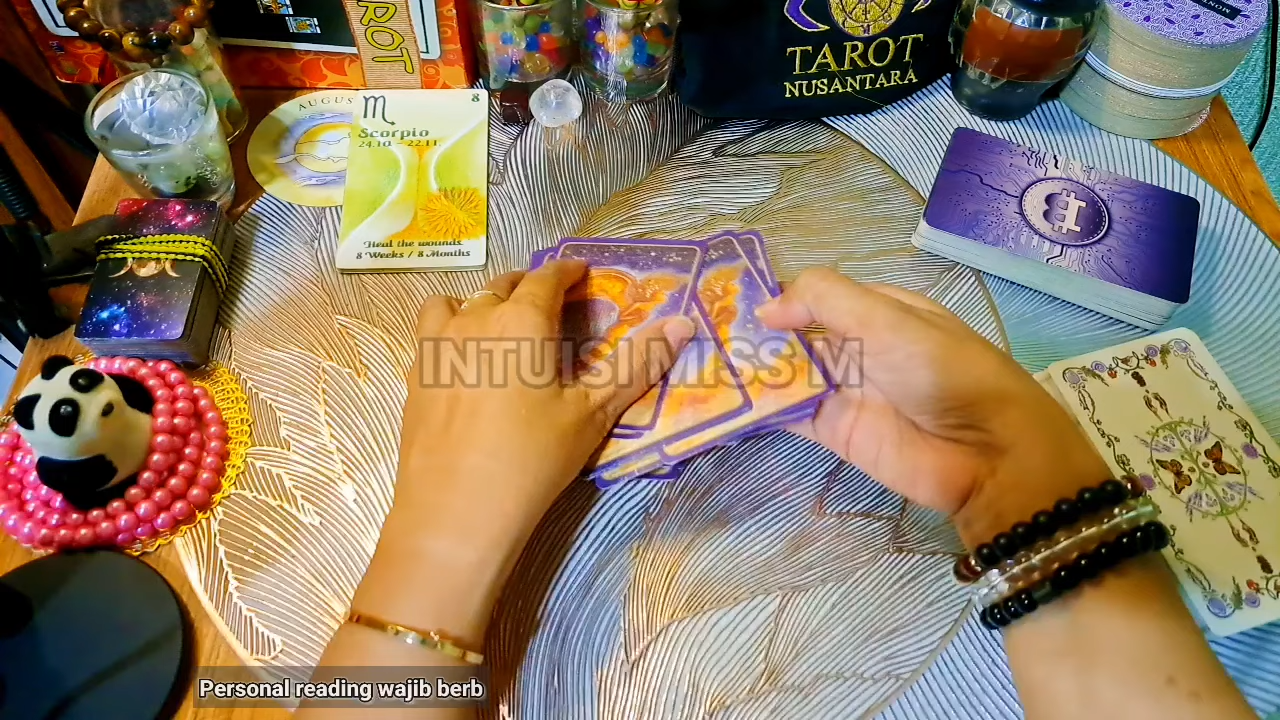 TAROT
AUGUS
TAROT
NUSANTARA
8
Scorpio
24.10. - 22.11.
Heal the wounds.
8 Weeks / 8 Months
INTUISI MISS M
Personal reading wajib berb